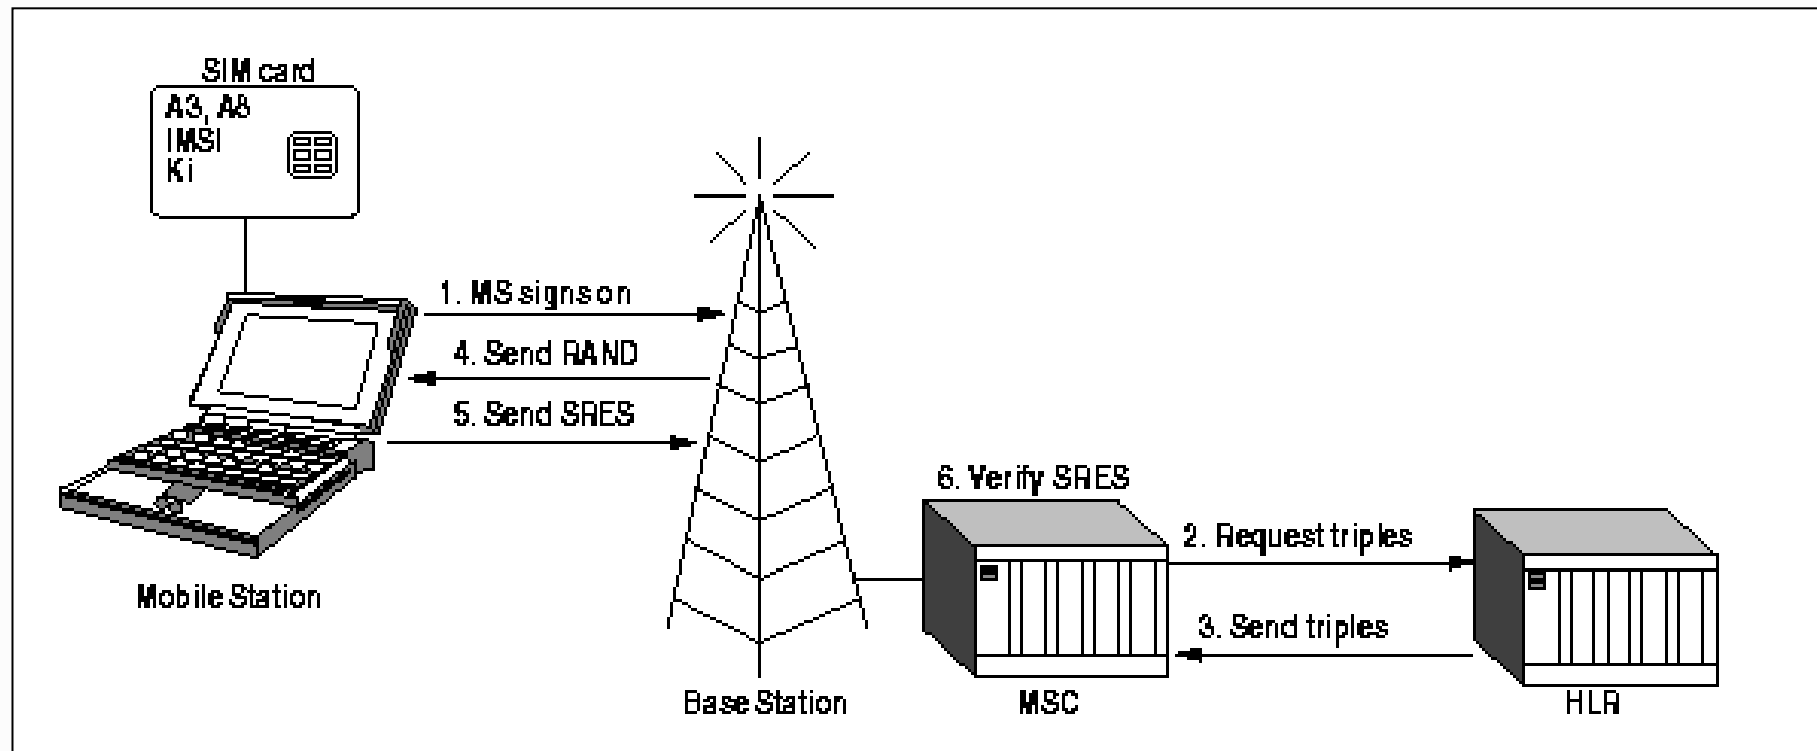 SIM card
A3, A8
IMSI
Ki
1. MS signs on
4. Send RAND
5. Send SRES
6. Verify SRES
2. Request triples
3. Send triples
Mobile Station
Base Station
MSC
HLR